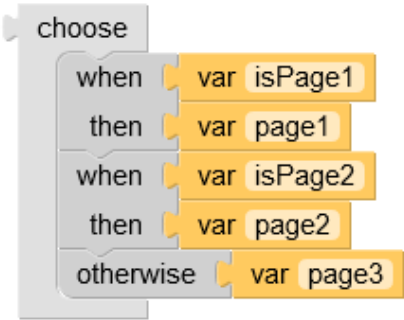 choose
when var isPage1
then var page1
when var isPage2
then var page2
otherwise var page3